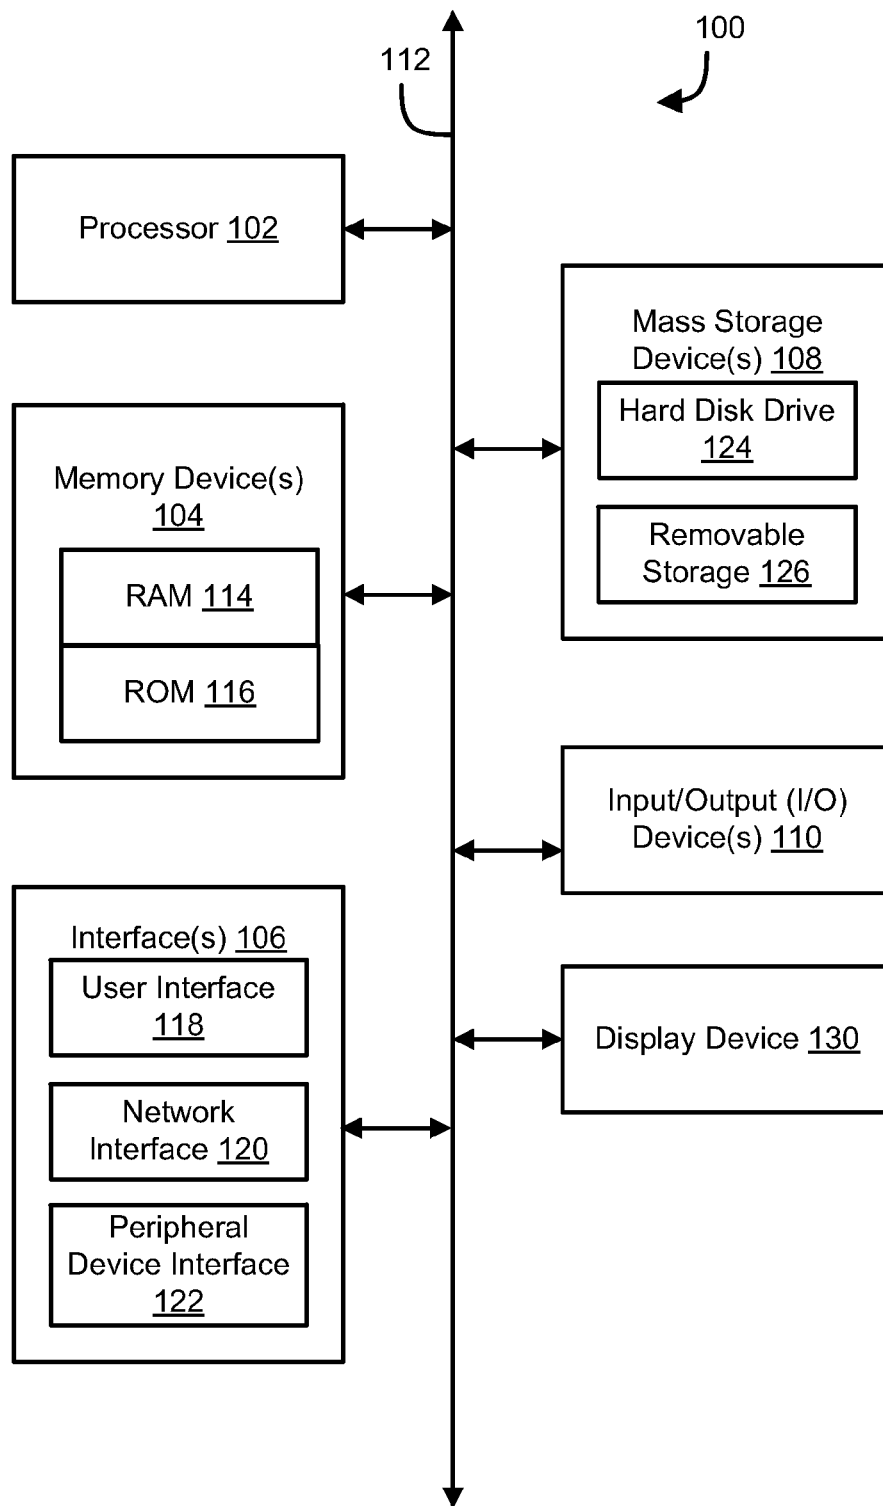 100
112
Processor 102
Mass Storage
Device(s) 108
Hard Disk Drive
124
Removable
Storage 126
Memory Device(s)
104
RAM 114
ROM 116
Input/Output (I/O)
Device(s) 110
Interface(s) 106
User Interface
118
Network
Interface 120
Peripheral
Device Interface
122
Display Device 130